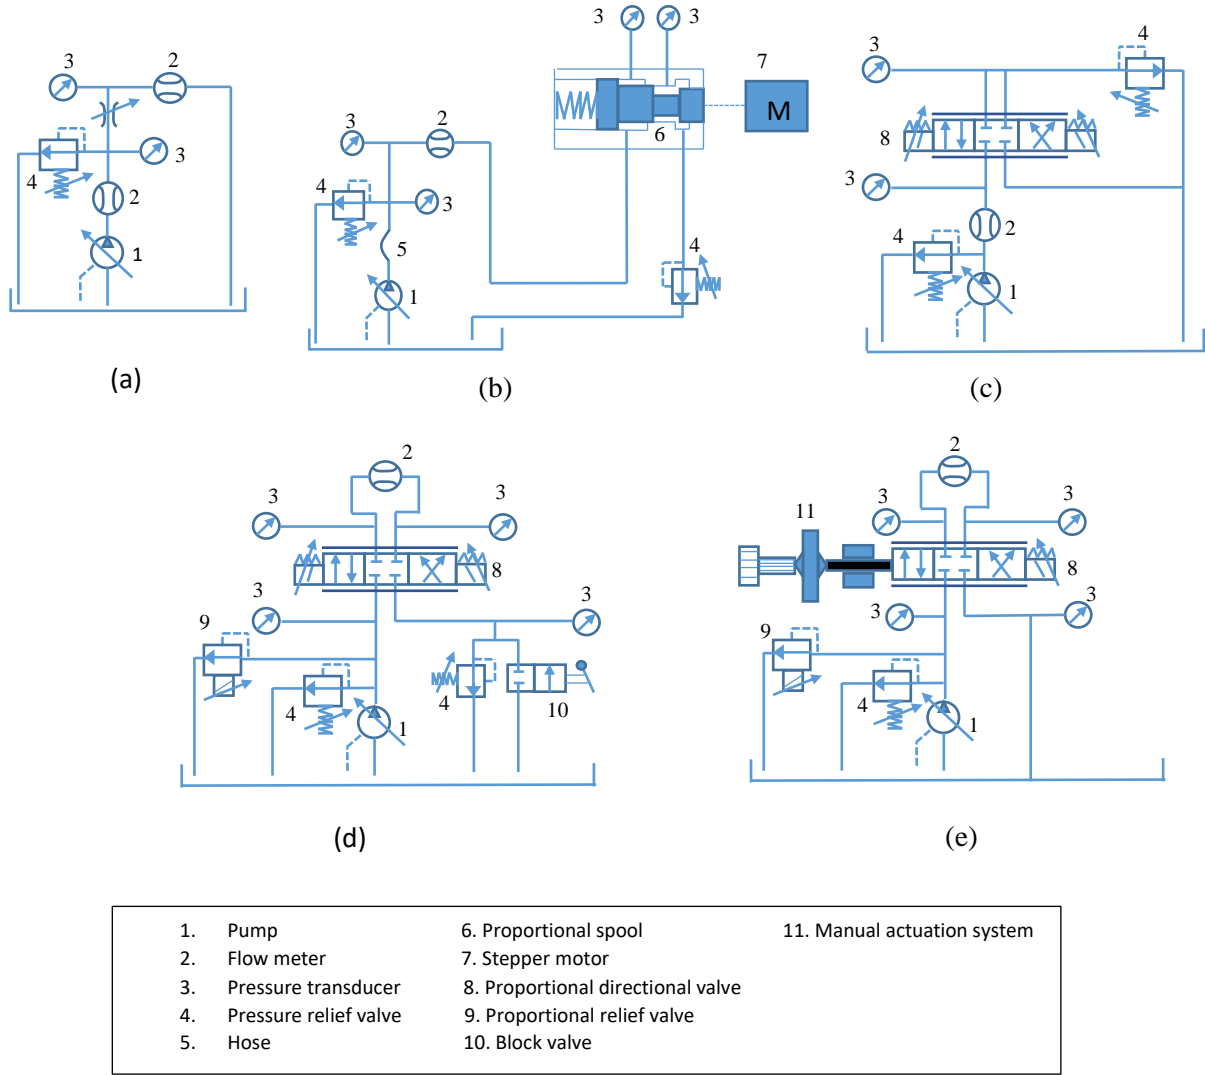 3 2
4 3
2
1
(a)
3 3
7
M
6
3 2
4 3
5 4
1
(b)
3 4
8
3
4 2
1
(c)
2
3 3
8
3 3
9
4 4 10
1
(d)
2
3 3
11
8
3 3
9
4
1
(e)
1. Pump 6. Proportional spool 11. Manual actuation system
2. Flow meter 7. Stepper motor
3. Pressure transducer 8. Proportional directional valve
4. Pressure relief valve 9. Proportional relief valve
5. Hose 10. Block valve